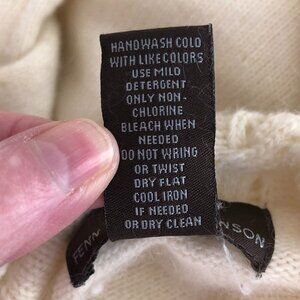 HANDWASH COLD
WITH LIKE COLORS
USE MILD
DETERGENT
ONLY NON-
CHLORINE
BLEACH WHEN
NEEDED
DO NOT WRING
OR TWIST
DRY FLAT
COOL IRON
IF NEEDED
OR DRY CLEAN